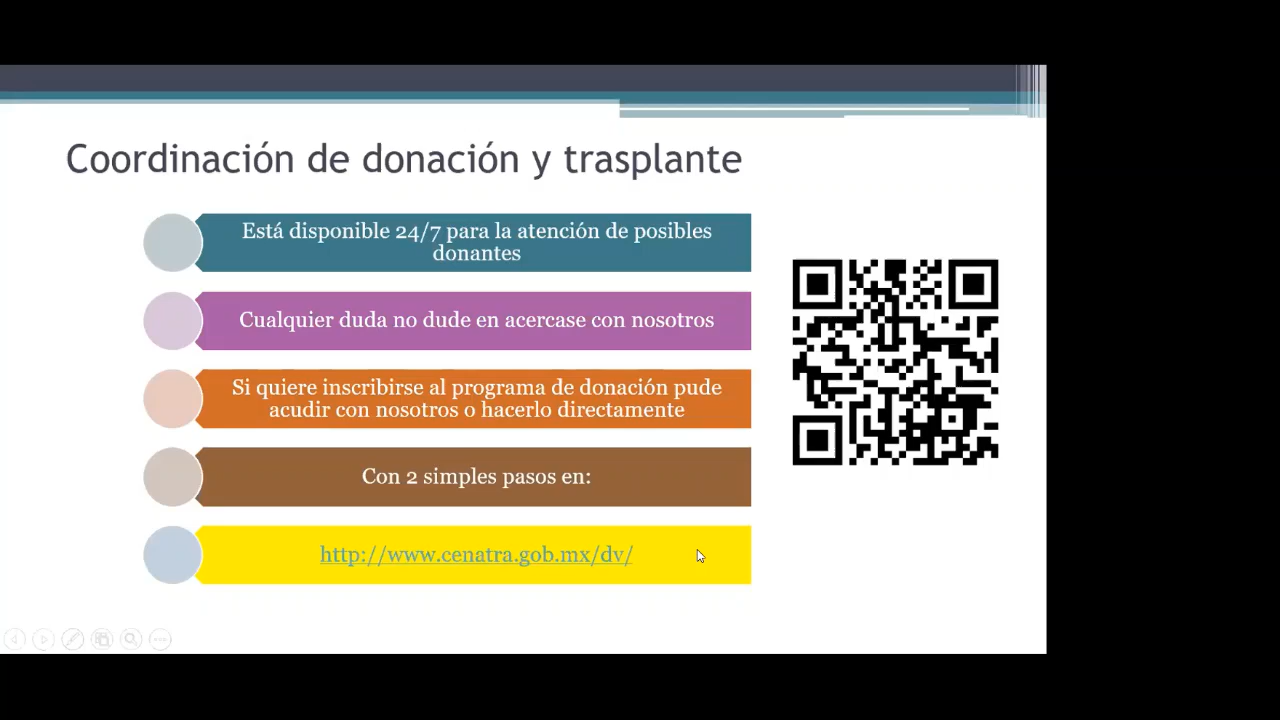 Coordinación de donación y trasplante
Está disponible 24/7 para la atención de posibles
donantes
Cualquier duda no dude en acercase con nosotros
Si quiere inscribirse al programa de donación pude
acudir con nosotros o hacerlo directamente
Con 2 simples pasos en:
http://www.cenatra.gob.mx/dv/